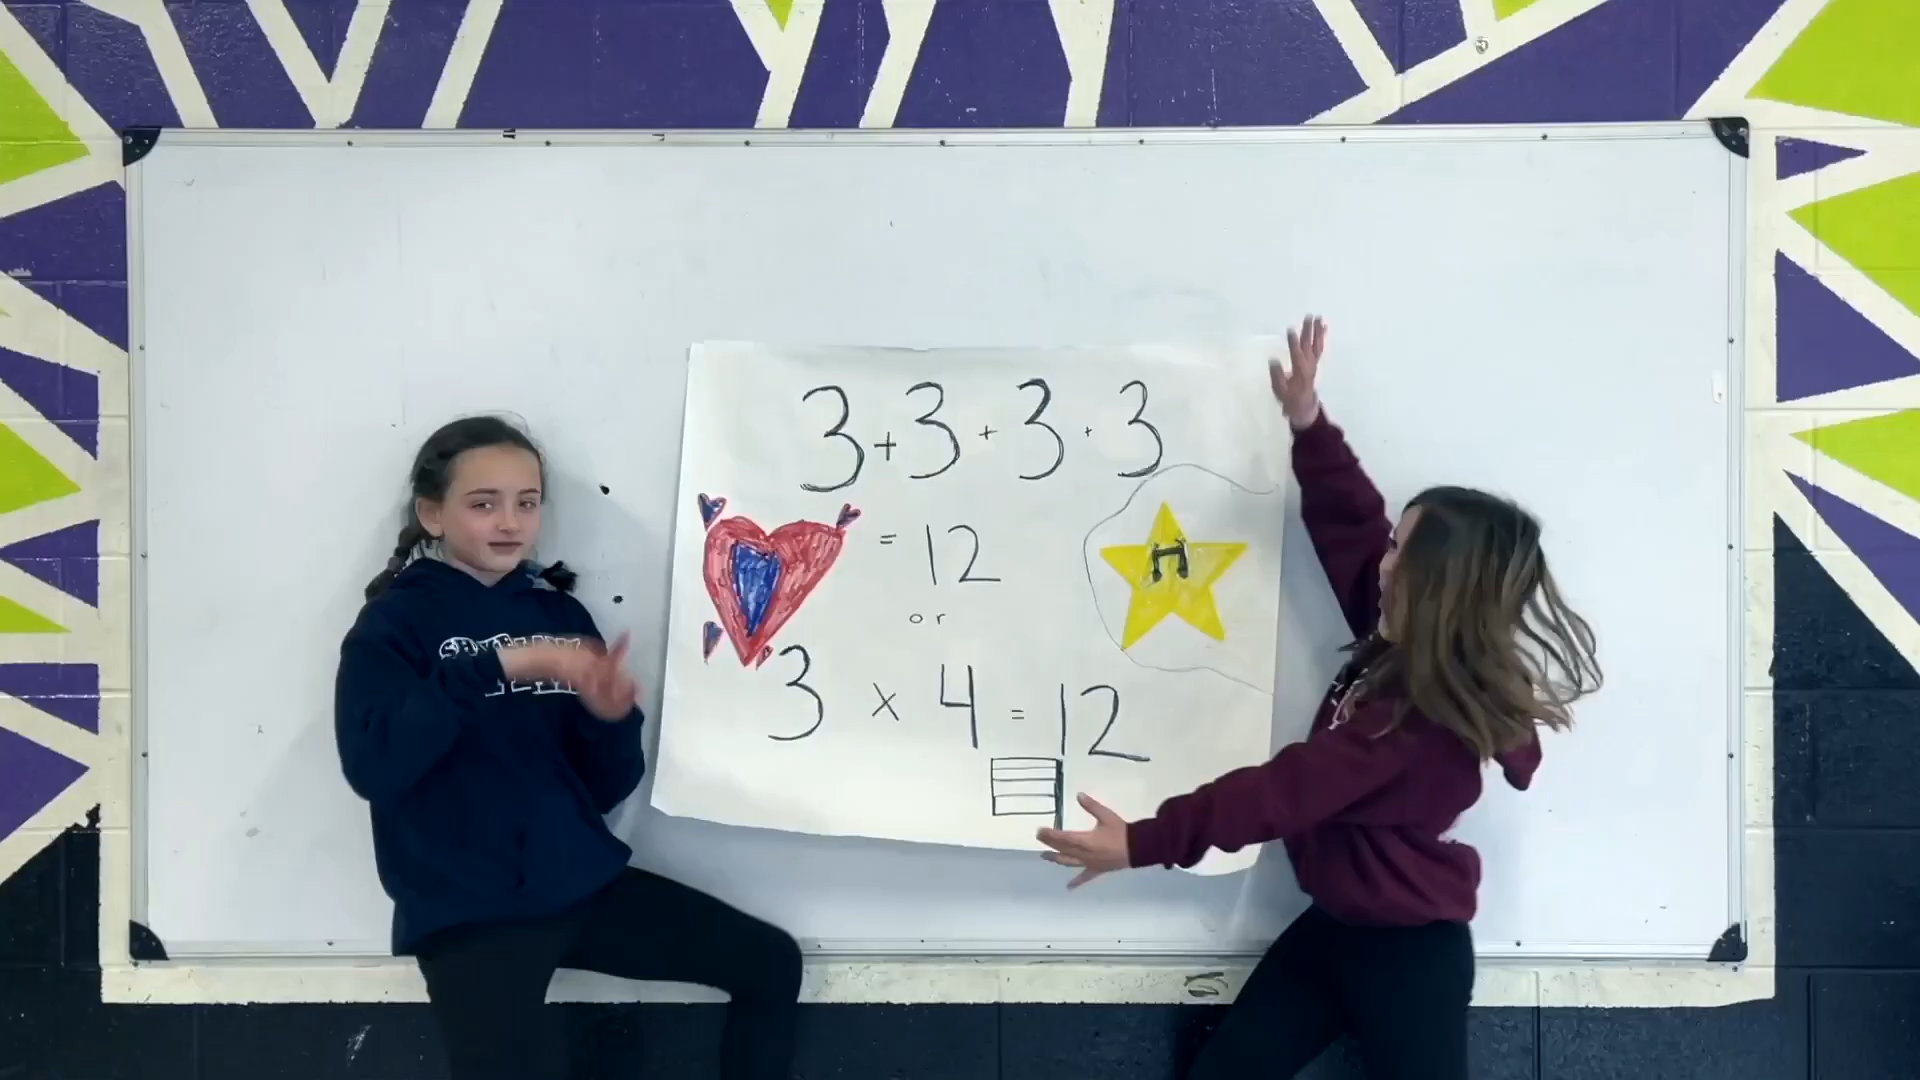 3 + 3 + 3 + 3
= 12
or
3 x 4 = 12